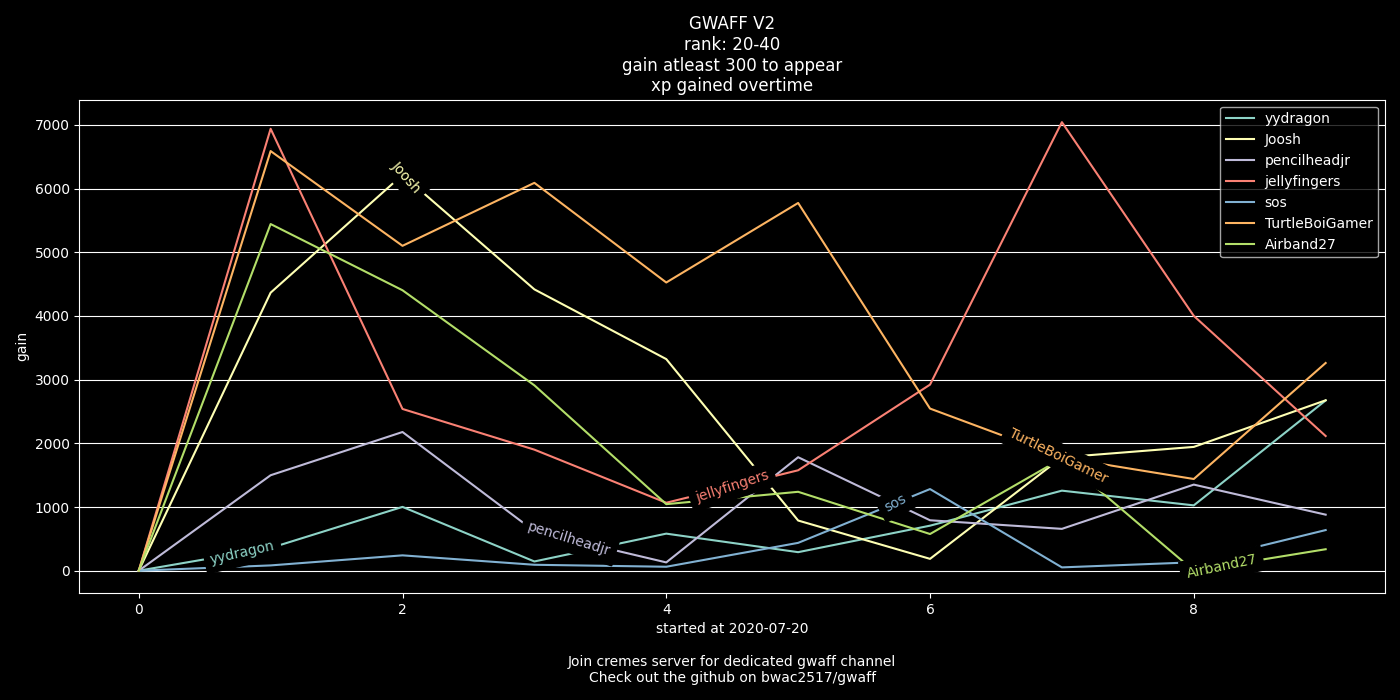 GWAFF V2
rank: 20-40
gain atleast 300 to appear
xp gained overtime
yydragon
Joosh
pencilheadjr
jellyfingers
sos
TurtleBoiGamer
Airband27
7000
6000
5000
4000
3000
2000
1000
0
gain
Joosh
TurtleBoiGamer
jellyfingers
sos
pencilheadjr
yydragon
Airband27
0
2
4
6
8
started at 2020-07-20
Join cremes server for dedicated gwaff channel
Check out the github on bwac2517/gwaff